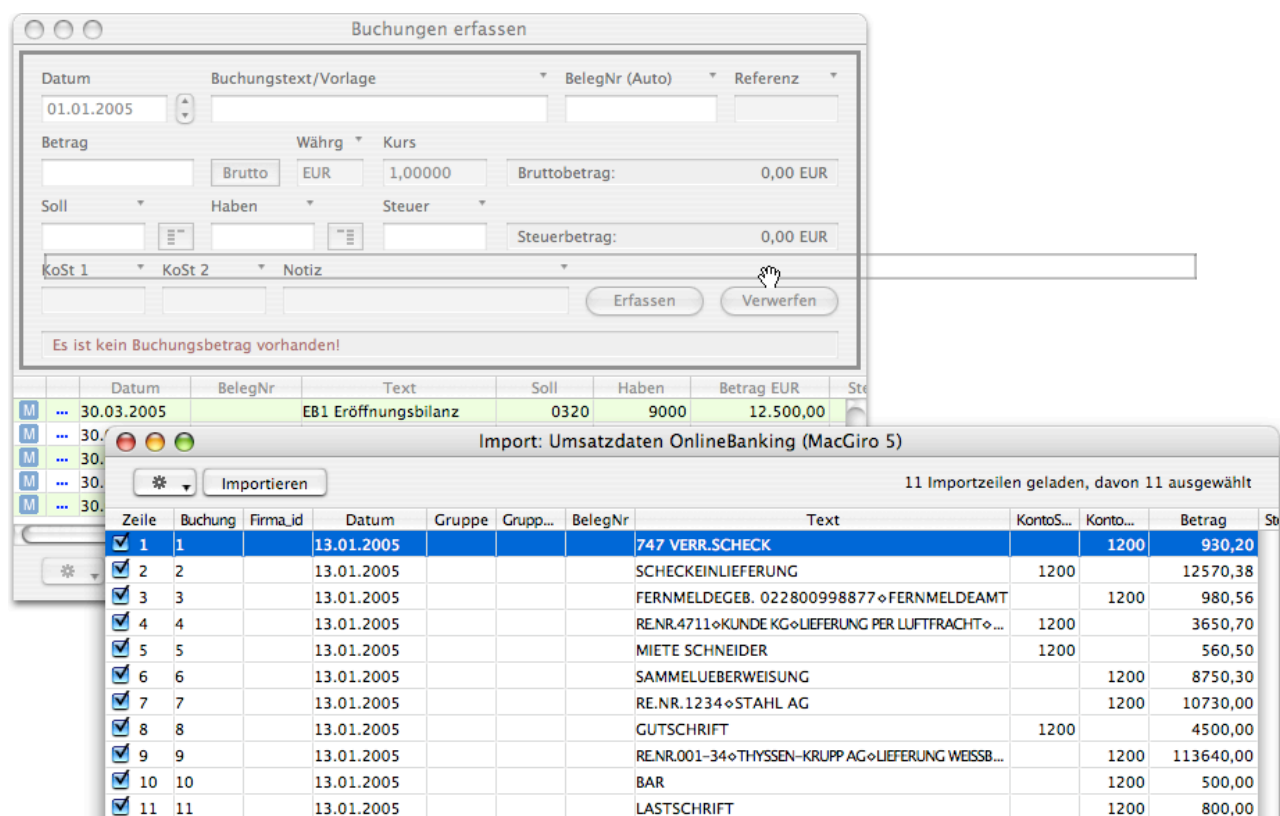 Buchungen erfassen
Datum Buchungstext/Vorlage BelegNr (Auto) Referenz
01.01.2005
Betrag Währg Kurs
Brutto EUR 1,00000 Bruttobetrag: 0,00 EUR
Soll Haben Steuer
Steuerbetrag: 0,00 EUR
KoSt 1 KoSt 2 Notiz
Erfassen Verwerfen
Es ist kein Buchungsbetrag vorhanden!
Datum BelegNr Text Soll Haben Betrag EUR Ste
M ... 30.03.2005 EB1 Eröffnungsbilanz 0320 9000 12.500,00
M ... 30.
M ... 30.
M ... 30.
M ... 30.
Import: Umsatzdaten OnlineBanking (MacGiro 5)
Importieren 11 Importzeilen geladen, davon 11 ausgewählt
Zeile Buchung Firma_id Datum Gruppe Grupp... BelegNr Text KontoS... Konto... Betrag St
1 1 13.01.2005 747 VERR.SCHECK 1200 930,20
2 2 13.01.2005 SCHECKEINLIEFERUNG 1200 12570,38
3 3 13.01.2005 FERNMELDEGEB. 022800998877⋄FERNMELDEAMT 1200 980,56
4 4 13.01.2005 RE.NR.4711⋄KUNDE KG⋄LIEFERUNG PER LUFTFRACHT⋄... 1200 3650,70
5 5 13.01.2005 MIETE SCHNEIDER 1200 560,50
6 6 13.01.2005 SAMMELUEBERWEISUNG 1200 8750,30
7 7 13.01.2005 RE.NR.1234⋄STAHL AG 1200 10730,00
8 8 13.01.2005 GUTSCHRIFT 1200 4500,00
9 9 13.01.2005 RE.NR.001-34⋄THYSSEN-KRUPP AG⋄LIEFERUNG WEISSB... 1200 113640,00
10 10 13.01.2005 BAR 1200 500,00
11 11 13.01.2005 LASTSCHRIFT 1200 800,00